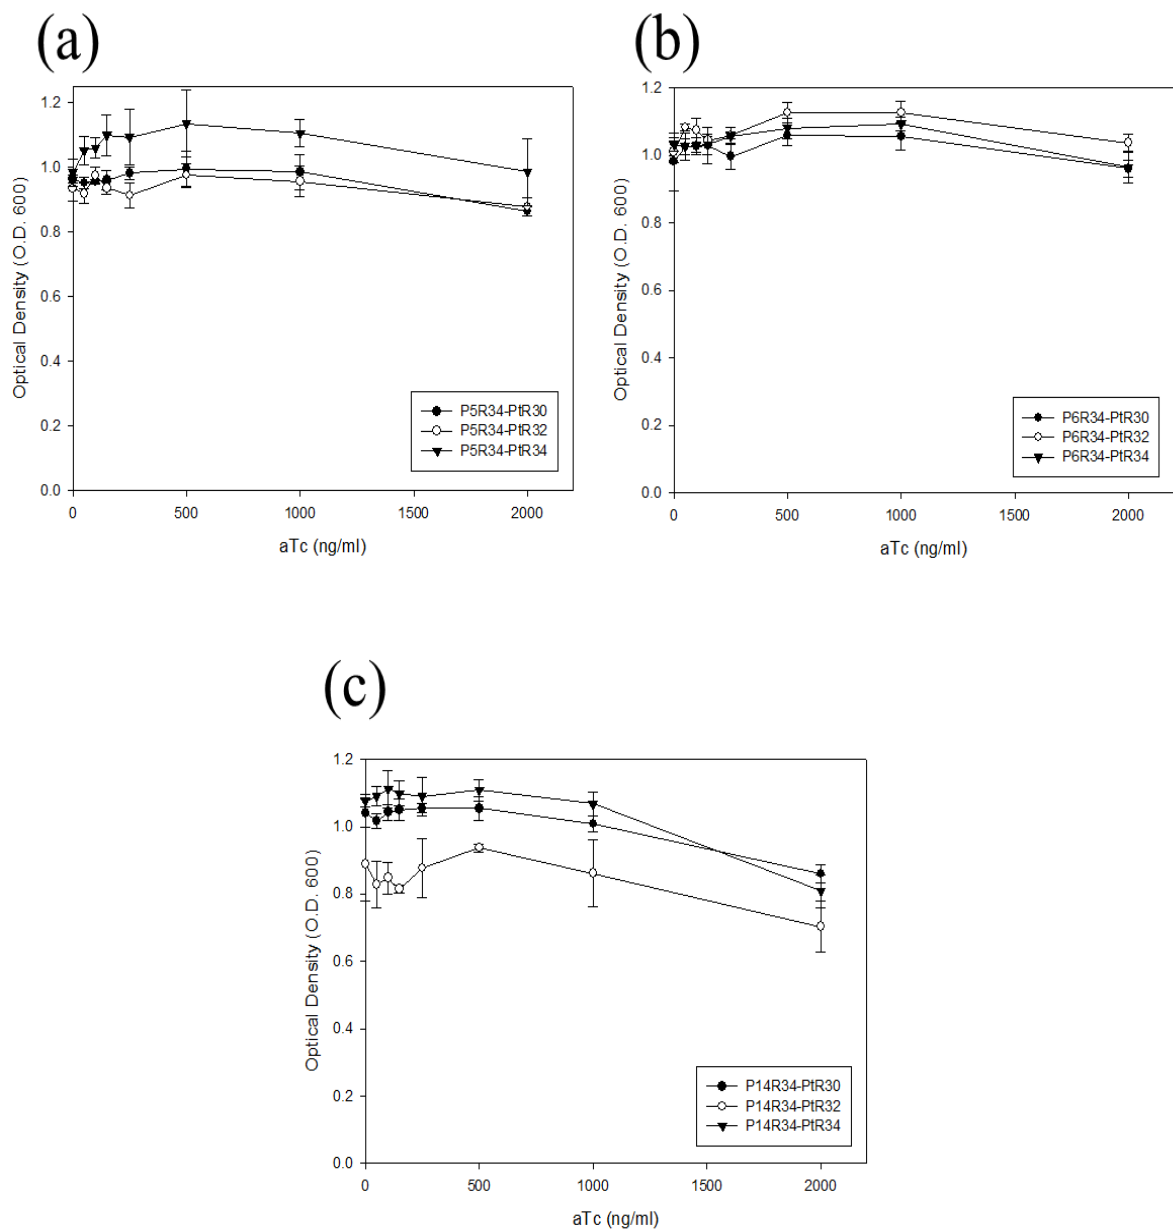 (a)
1.2
1.0
0.8
0.6
0.4
0.2
0.0
Optical Density (O.D. 600)
P5R34-PtR30
P5R34-PtR32
P5R34-PtR34
0 500 1000 1500 2000
aTc (ng/ml)
(b)
1.2
1.0
0.8
0.6
0.4
0.2
0.0
Optical Density (O.D. 600)
P6R34-PtR30
P6R34-PtR32
P6R34-PtR34
0 500 1000 1500 2000
aTc (ng/ml)
(c)
1.2
1.0
0.8
0.6
0.4
0.2
0.0
Optical Density (O.D. 600)
P14R34-PtR30
P14R34-PtR32
P14R34-PtR34
0 500 1000 1500 2000
aTc (ng/ml)